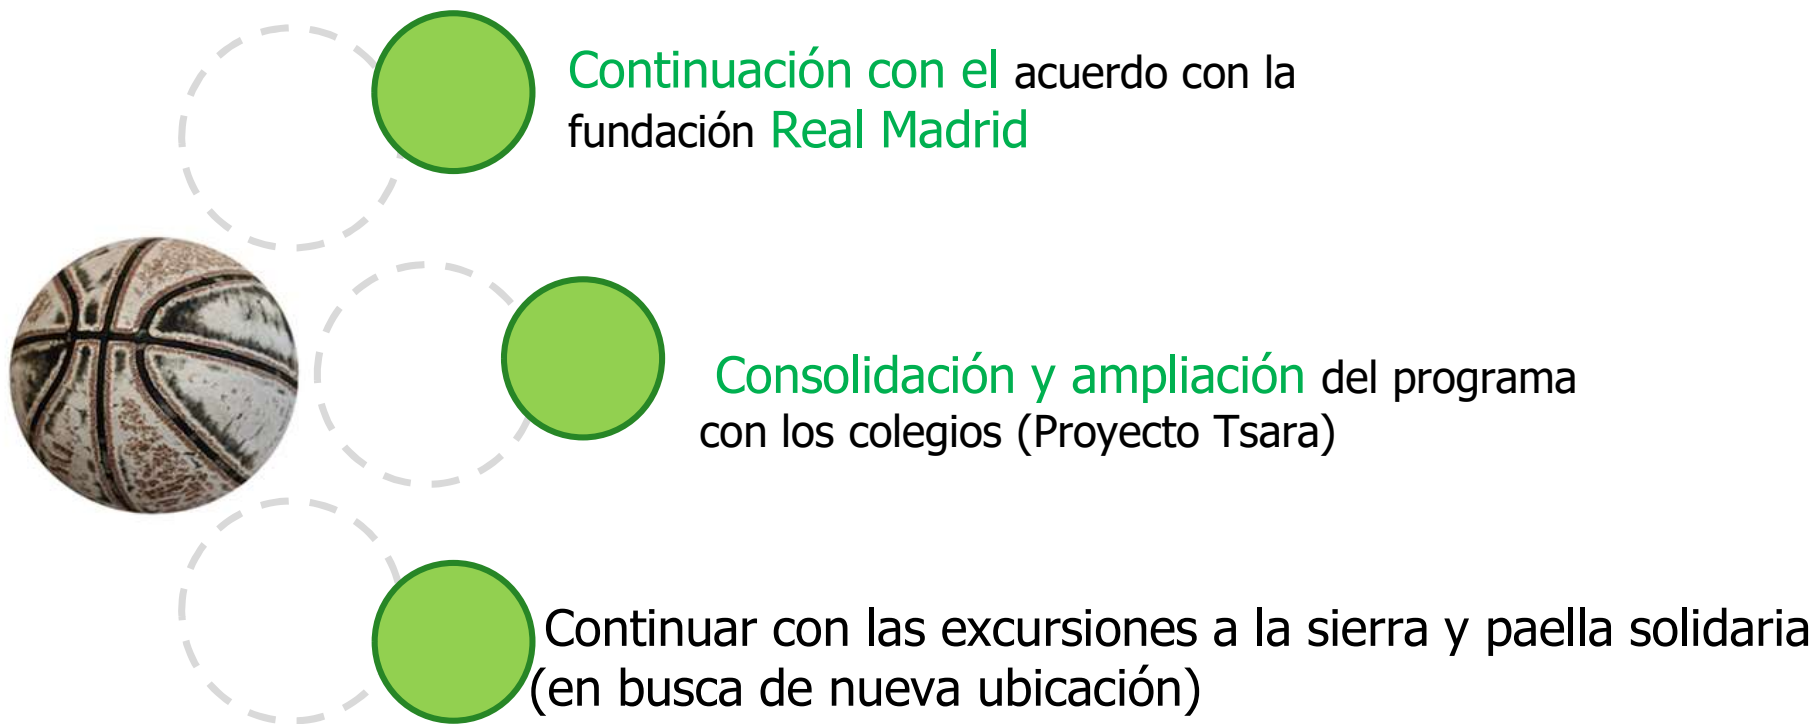 Continuación con el acuerdo con la
fundación Real Madrid
Consolidación y ampliación del programa
con los colegios (Proyecto Tsara)
Continuar con las excursiones a la sierra y paella solidaria
(en busca de nueva ubicación)